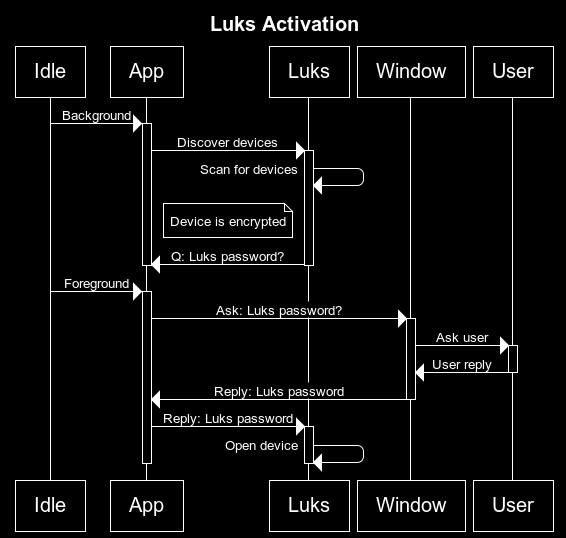 Luks Activation
Idle App Luks Window User
Background
Discover devices
Scan for devices
Device is encrypted
Q: Luks password?
Foreground
Ask: Luks password?
Ask user
User reply
Reply: Luks password
Reply: Luks password
Open device
Idle App Luks Window User